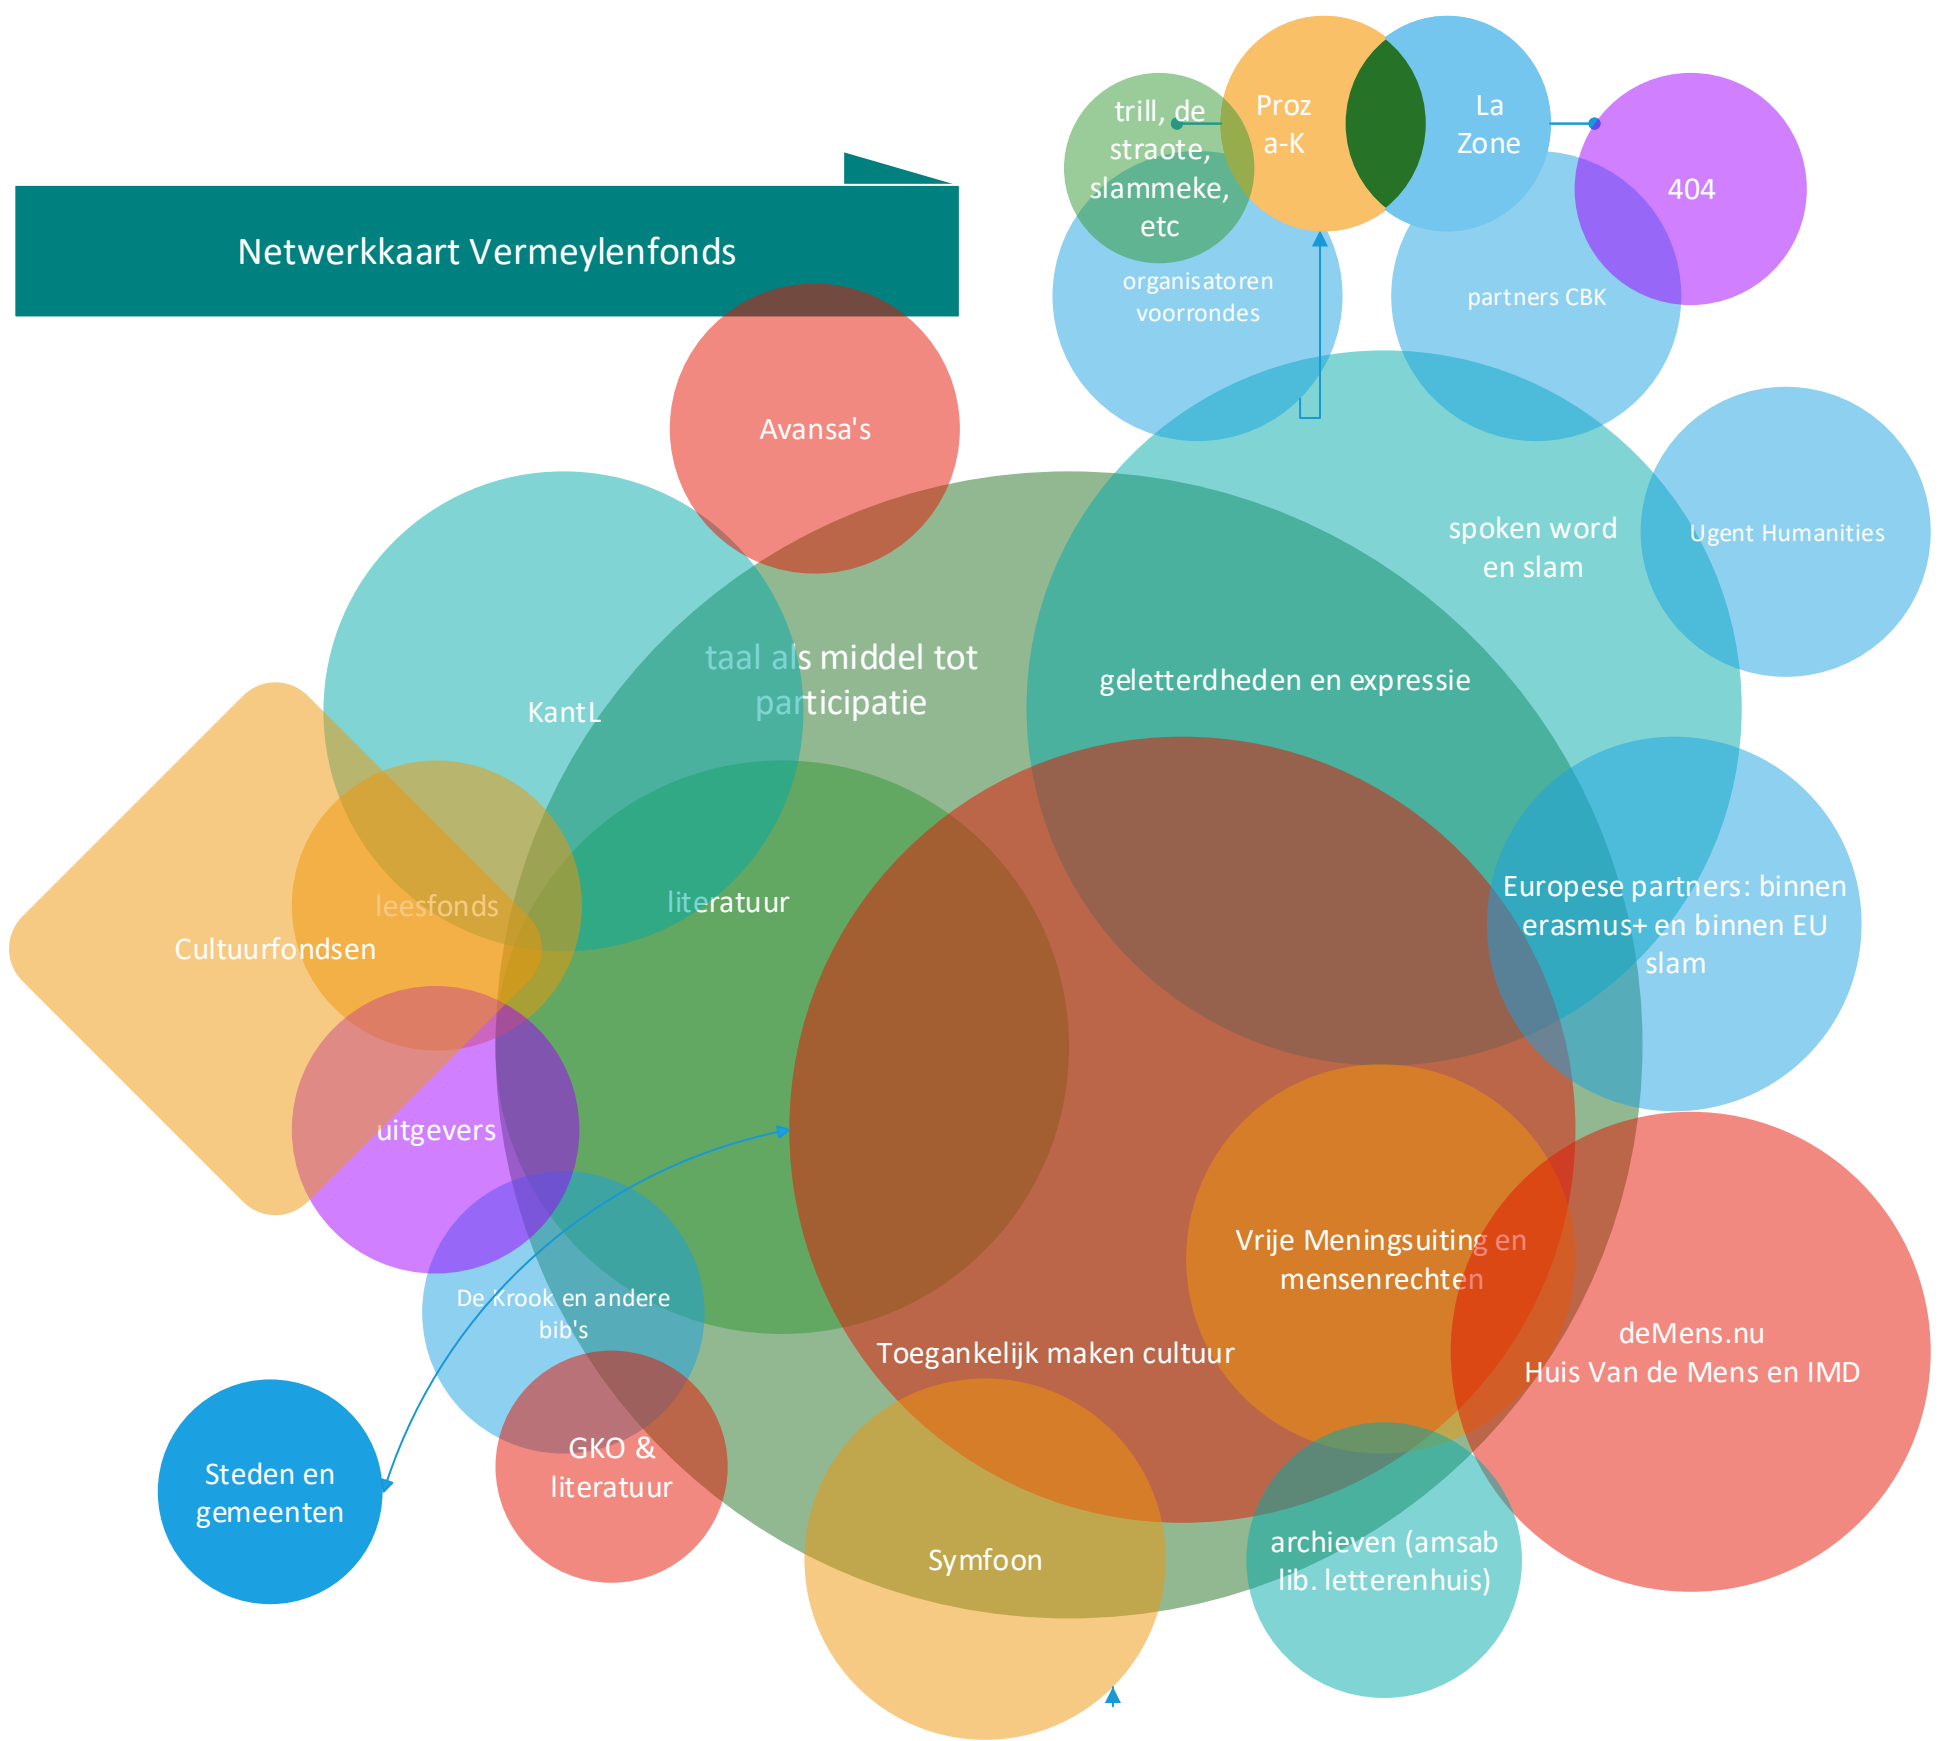 Netwerkkaart Vermeylenfonds
trill, de
straote,
slammeke,
etc
Proz
a-K
La
Zone
404
organisatoren
voorrondes
partners CBK
Avansa's
spoken word
en slam
Ugent Humanities
taal als middel tot
participatie
geletterdheden en expressie
KantL
literatuur
leesfonds
Cultuurfondsen
Europese partners: binnen
erasmus+ en binnen EU
slam
uitgevers
Vrije Meningsuiting en
mensenrechten
De Krook en andere
bib's
Toegankelijk maken cultuur
deMens.nu
Huis Van de Mens en IMD
GKO &
literatuur
Steden en
gemeenten
Symfoon
archieven (amsab
lib. letterenhuis)